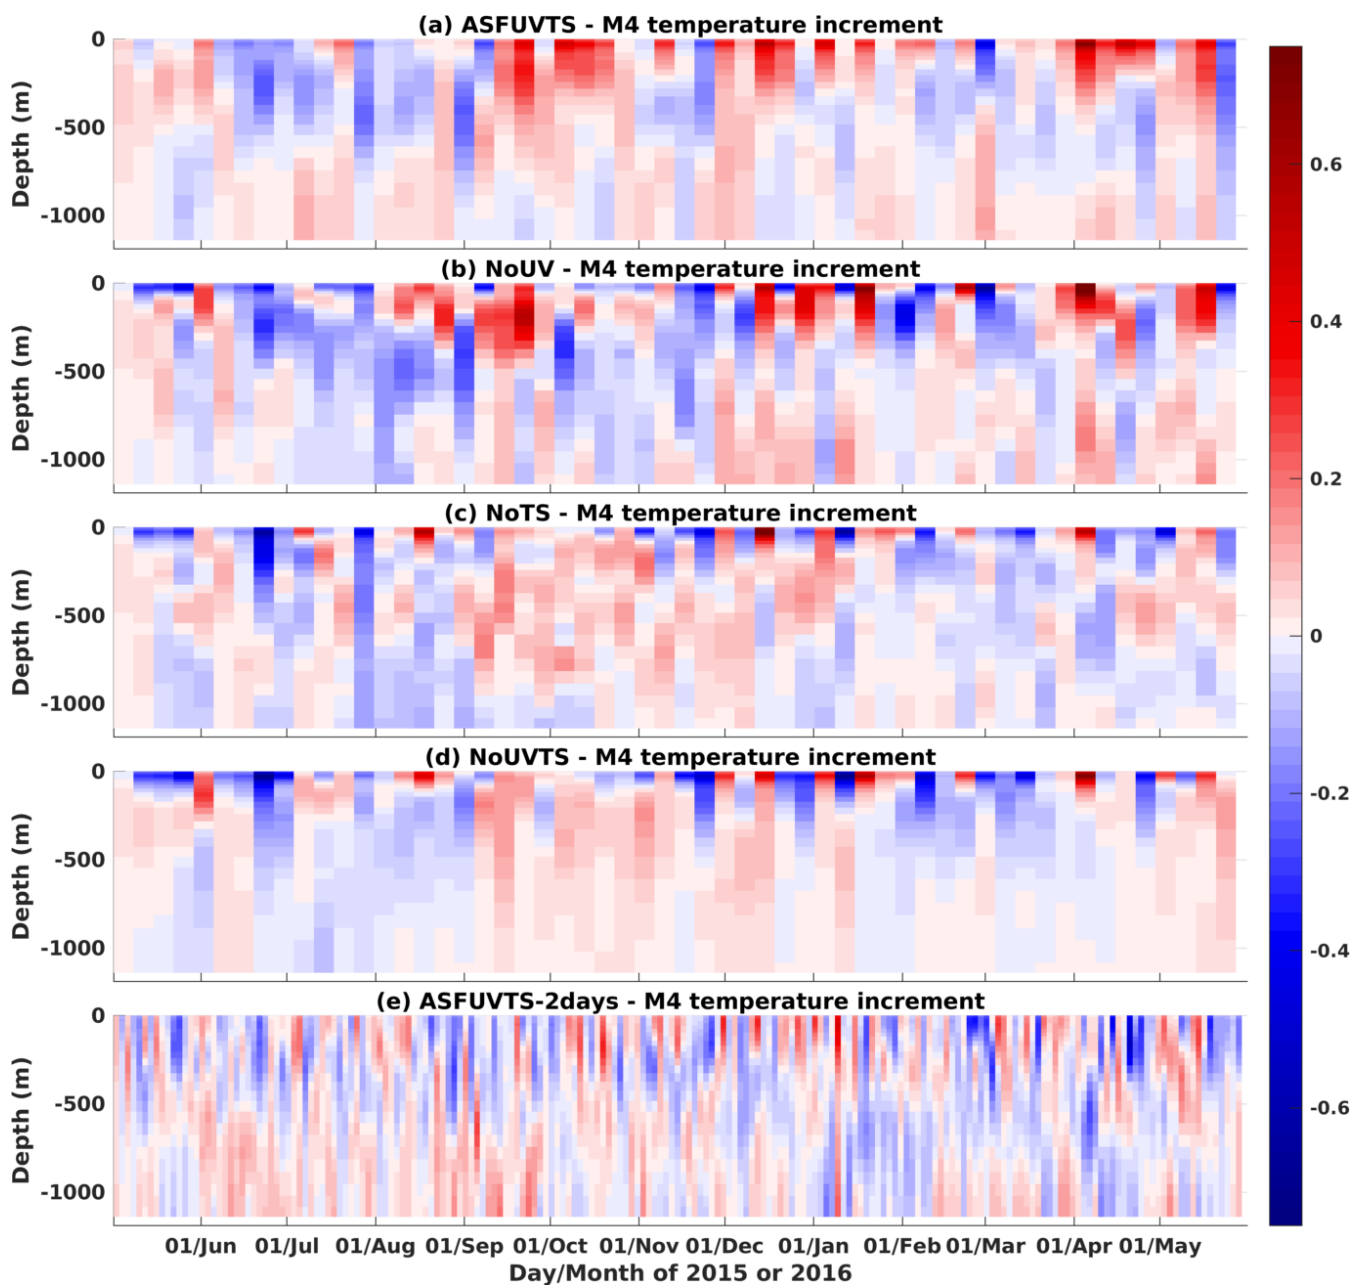 (a) ASFUVTS - M4 temperature increment
0
-500
-1000
Depth (m)
(b) NoUV - M4 temperature increment
0
-500
-1000
Depth (m)
(c) NoTS - M4 temperature increment
0
-500
-1000
Depth (m)
(d) NoUVTS - M4 temperature increment
0
-500
-1000
Depth (m)
(e) ASFUVTS-2days - M4 temperature increment
0
-500
-1000
Depth (m)
01/Jun 01/Jul 01/Aug 01/Sep 01/Oct 01/Nov 01/Dec 01/Jan 01/Feb 01/Mar 01/Apr 01/May
Day/Month of 2015 or 2016
0.6
0.4
0.2
0
-0.2
-0.4
-0.6